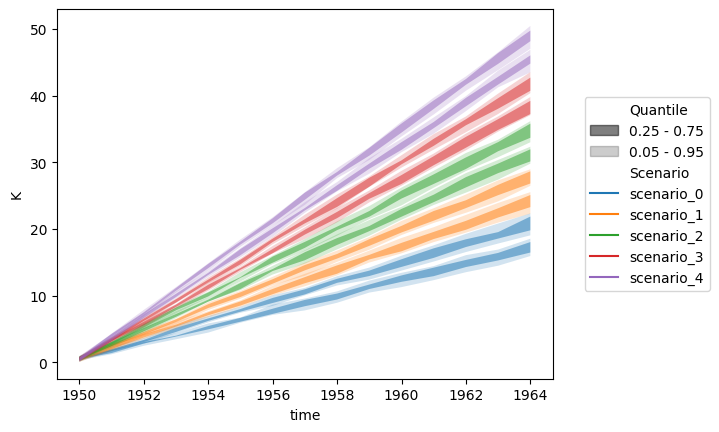 50
40
30
20
10
0
K
1950 1952 1954 1956 1958 1960 1962 1964
time
Quantile
0.25 - 0.75
0.05 - 0.95
Scenario
scenario_0
scenario_1
scenario_2
scenario_3
scenario_4